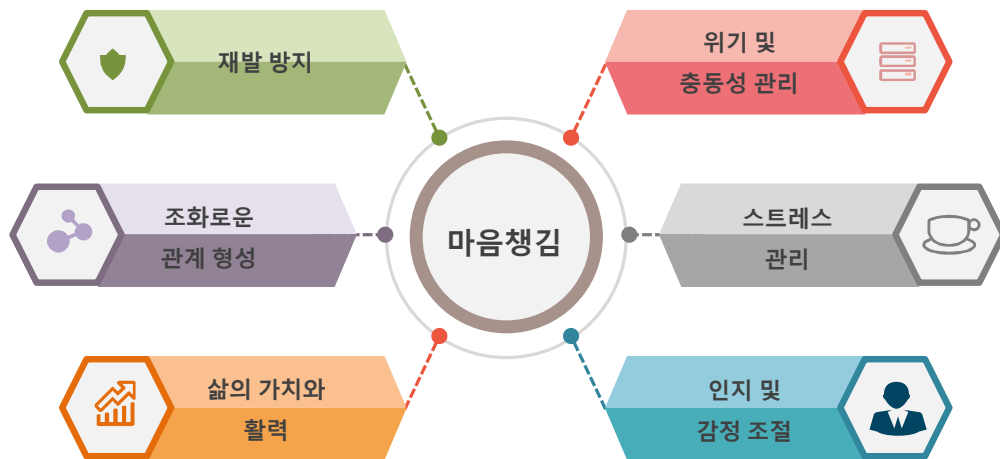 재발 방지
위기 및
충동성 관리
조화로운
관계 형성
마음챙김
스트레스
관리
삶의 가치와
활력
인지 및
감정 조절